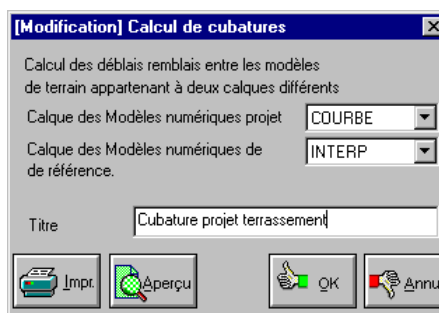 [Modification] Calcul de cubatures
Calcul des déblais remblais entre les modèles
de terrain appartenant à deux calques différents
Calque des Modèles numériques projet COURBE
Calque des Modèles numériques de INTERP
de référence.
Titre Cubature projet terrassement
Impr. Aperçu OK Annu